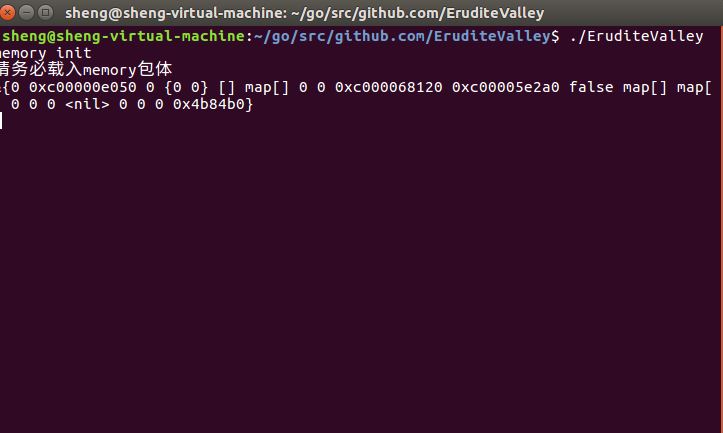 sheng@sheng-virtual-machine: ~/go/src/github.com/EruditeValley
sheng@sheng-virtual-machine:~/go/src/github.com/EruditeValley$ ./EruditeValley
memory init
请务必载入memory包体
&{0 0xc00000e050 0 {0 0} [] map[] 0 0 0xc000068120 0xc00005e2a0 false map[] map[
 0 0 0 <nil> 0 0 0 0x4b84b0}